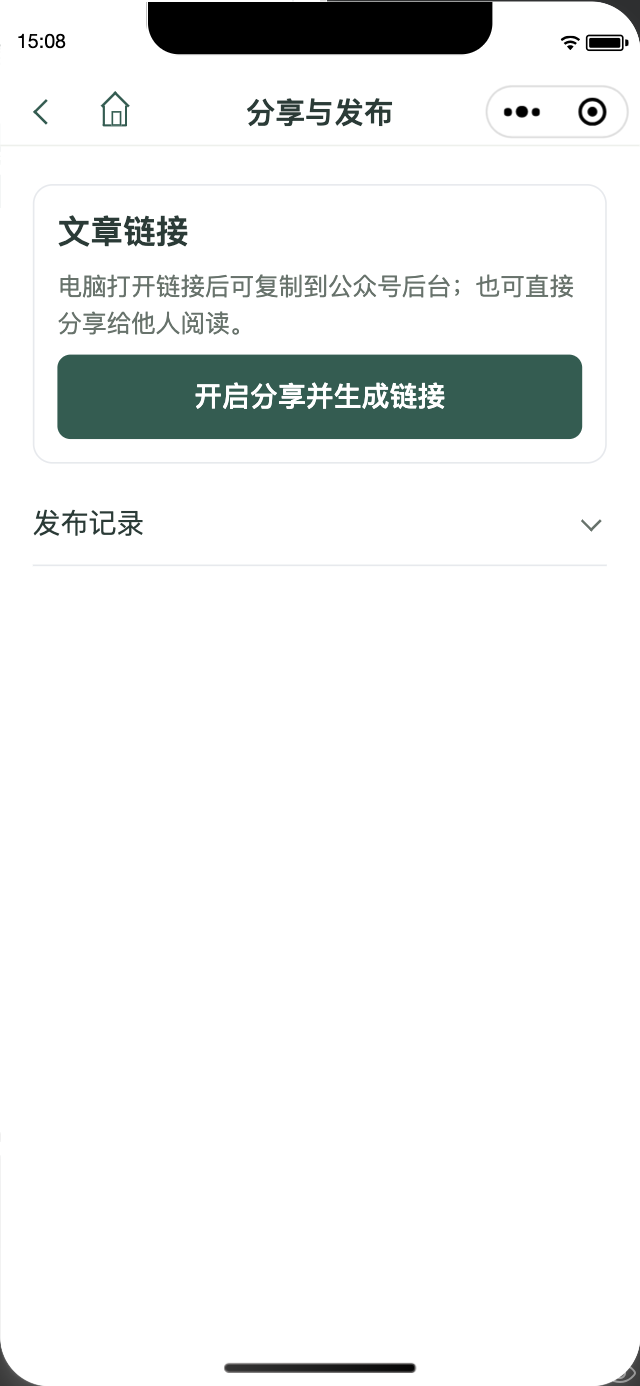 15:08
分享与发布
文章链接
电脑打开链接后可复制到公众号后台；也可直接
分享给他人阅读。
开启分享并生成链接
发布记录